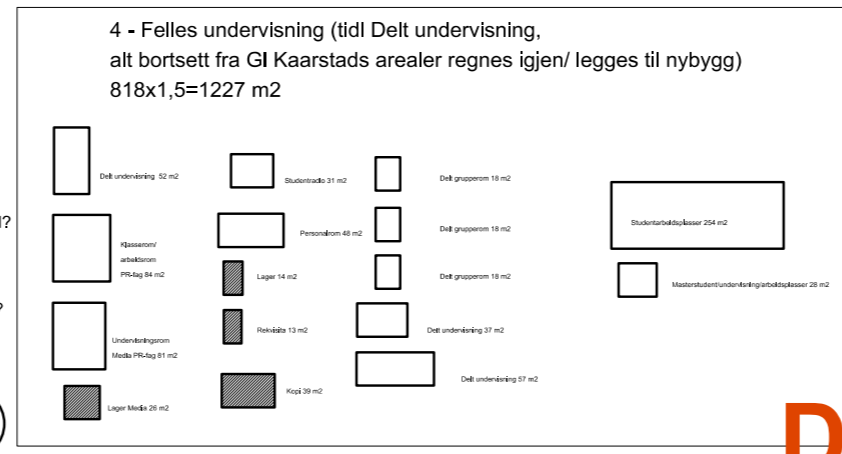 4 - Felles undervisning (tidl Delt undervisning,
alt bortsett fra GI Kaarstads arealer regnes igjen/ legges til nybygg)
818x1,5=1227 m2
Delt undervisning 52 m2
Klasserom/
arbeidsrom
PR-fag 84 m2
Undervisningsrom
Media PR-fag 81 m2
Lager Media 26 m2
Studentradio 31 m2
Personalrom 48 m2
Lager 14 m2
Rekvisita 13 m2
Kopi 39 m2
Delt grupperom 18 m2
Delt grupperom 18 m2
Delt grupperom 18 m2
Delt undervisning 37 m2
Delt undervisning 57 m2
Studentarbeidsplasser 254 m2
Masterstudent/undervisning/arbeidsplasser 28 m2
?
?
D